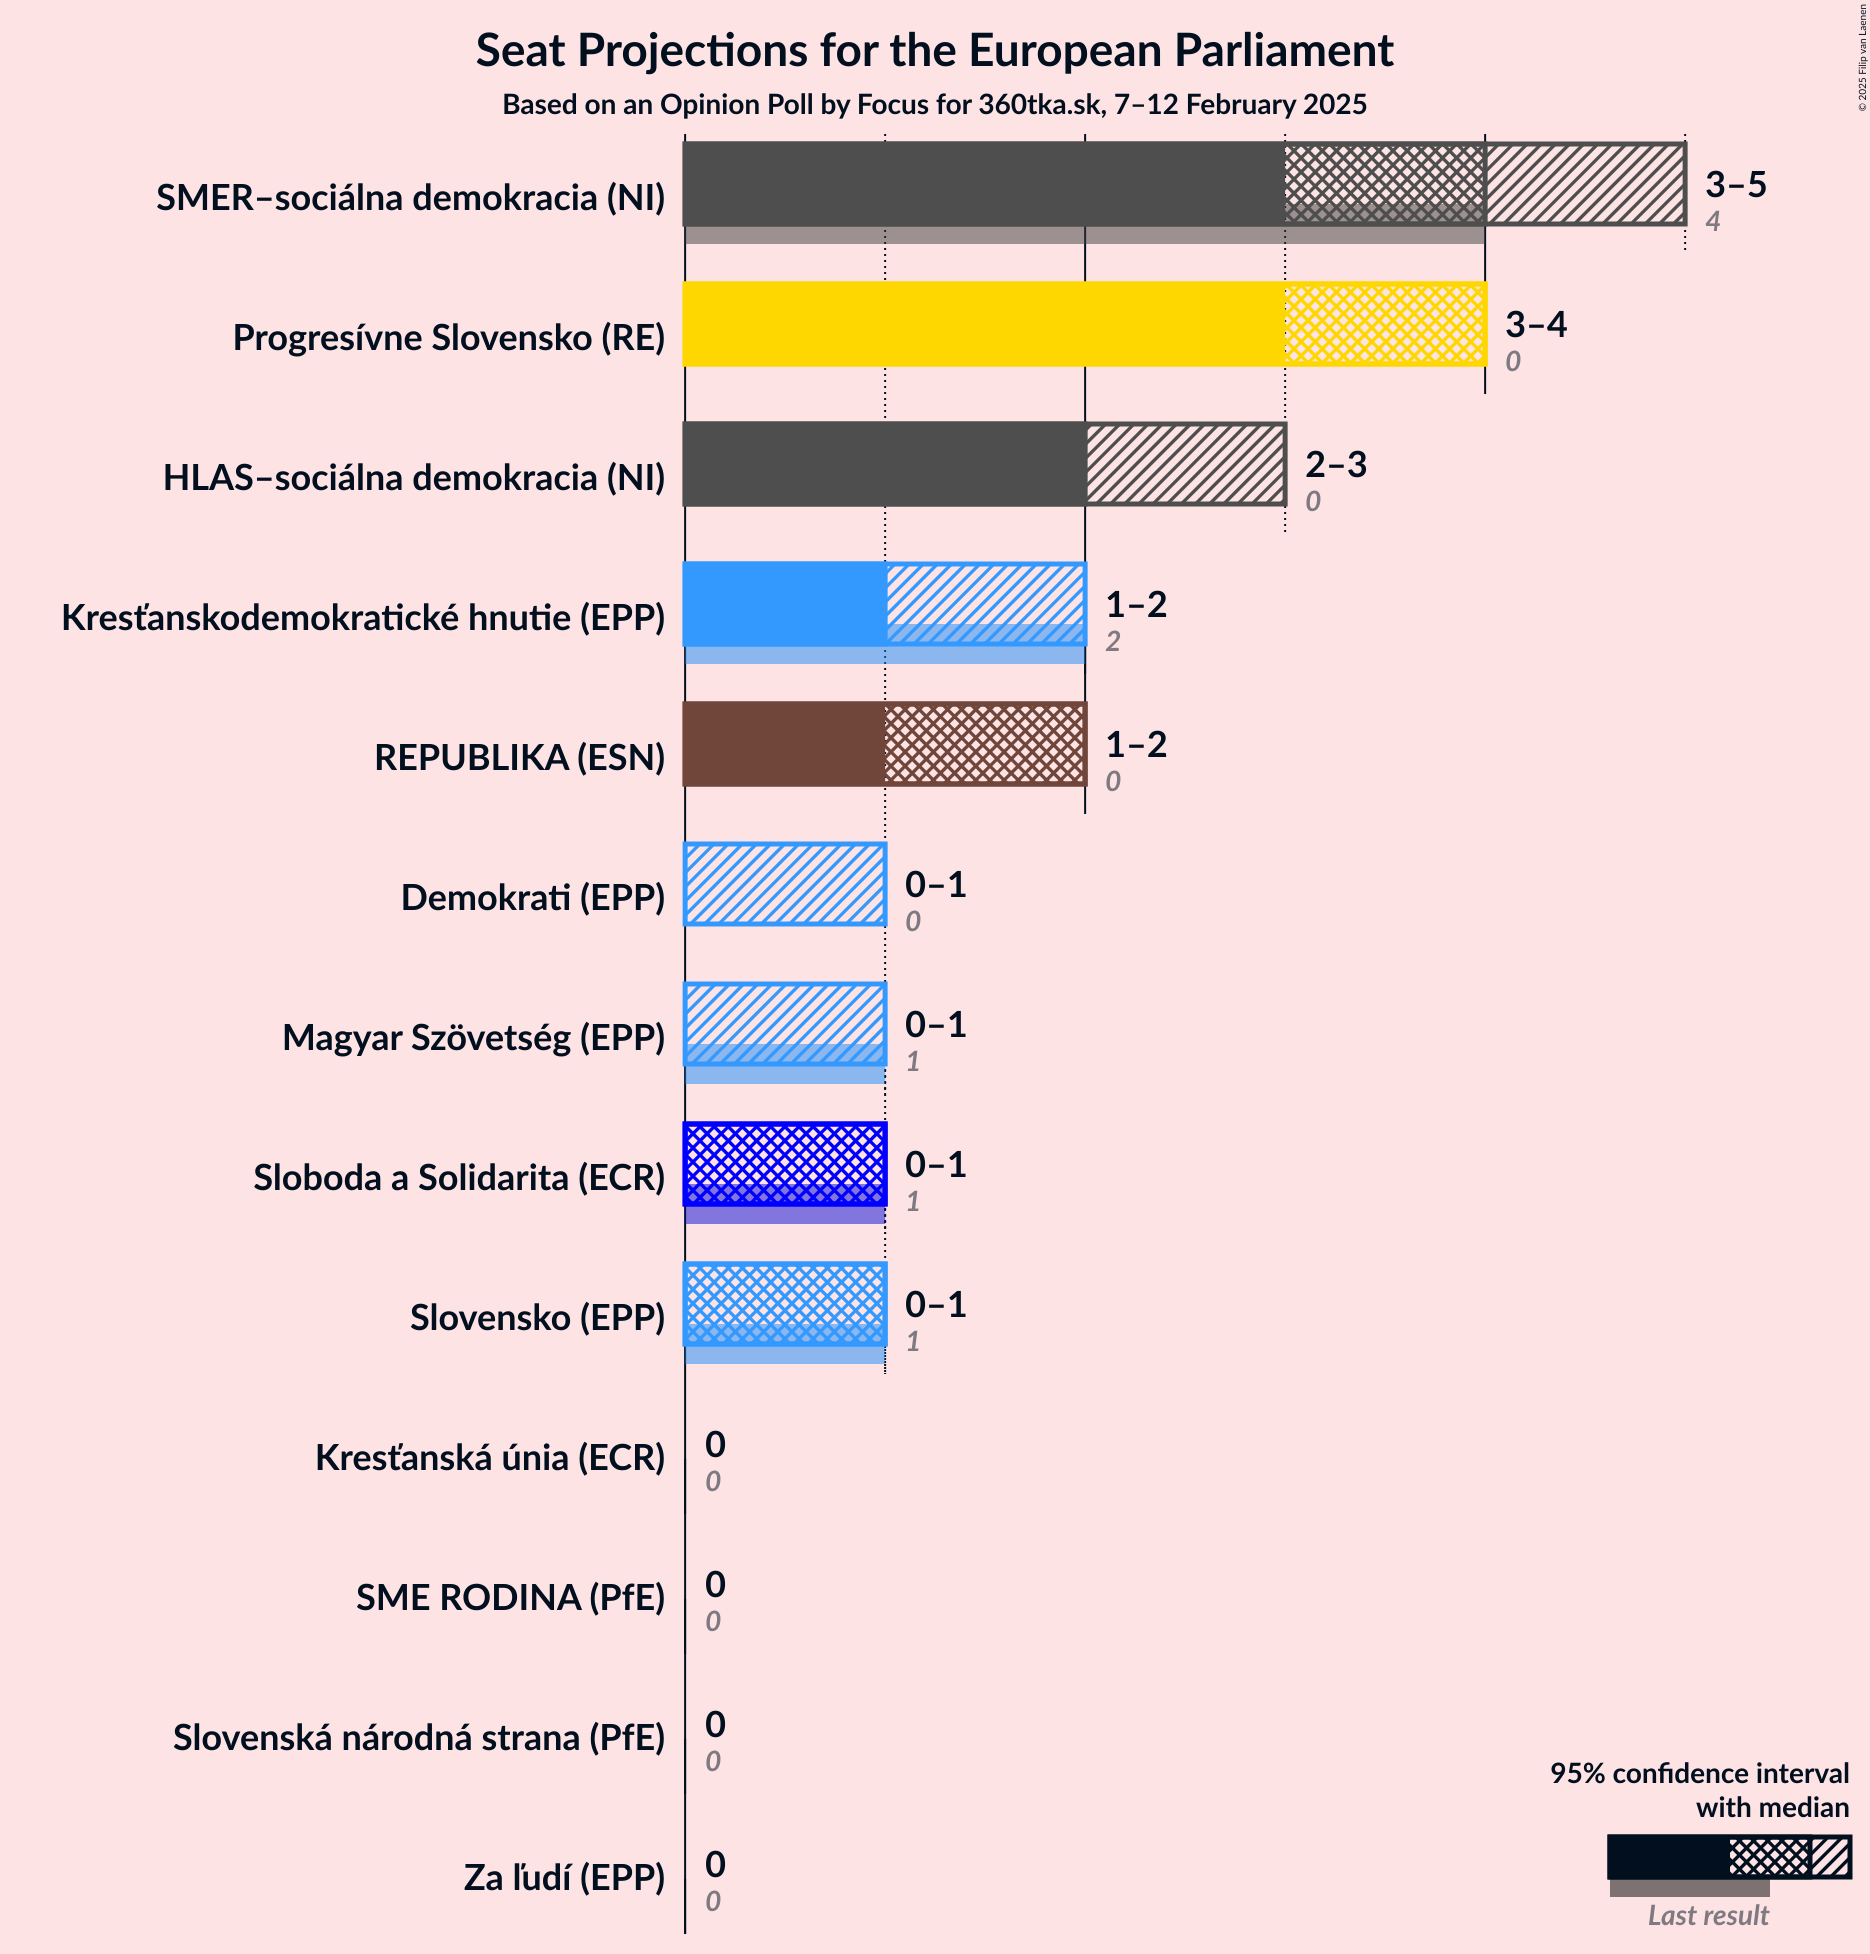 Seat Projections for the European Parliament
Based on an Opinion Poll by Focus for 360tka.sk, 7–12 February 2025
© 2025 Filip van Laenen
SMER–sociálna demokracia (NI)
3–5
4
Progresívne Slovensko (RE)
3–4
0
HLAS–sociálna demokracia (NI)
2–3
0
Kresťanskodemokratické hnutie (EPP)
1–2
2
REPUBLIKA (ESN)
1–2
0
Demokrati (EPP)
0–1
0
Magyar Szövetség (EPP)
0–1
1
Sloboda a Solidarita (ECR)
0–1
1
Slovensko (EPP)
0–1
1
Kresťanská únia (ECR)
0
0
SME RODINA (PfE)
0
0
Slovenská národná strana (PfE)
0
0
Za ľudí (EPP)
0
0
95% confidence interval
with median
Last result